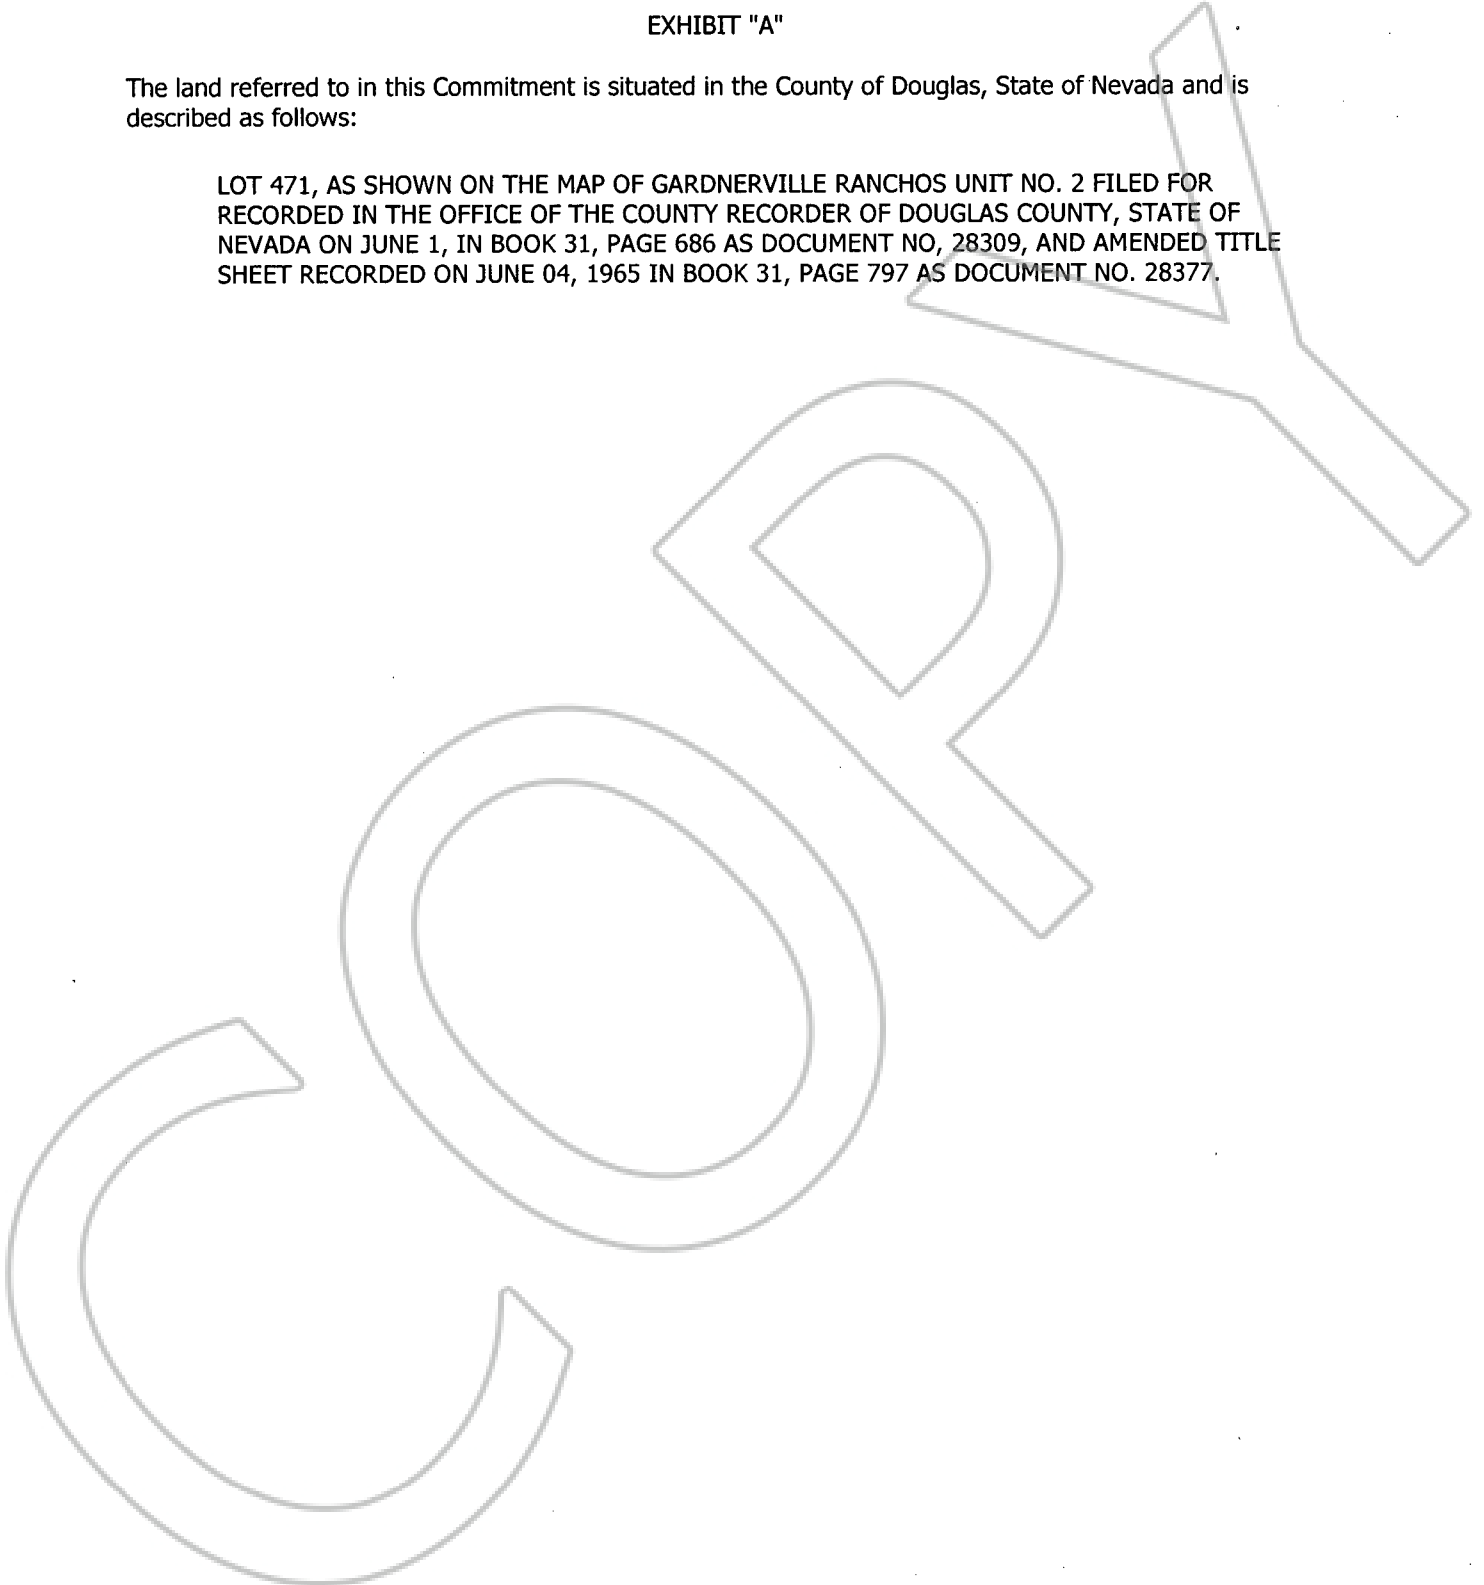 EXHIBIT "A"
The land referred to in this Commitment is situated in the County of Douglas, State of Nevada and is
described as follows:
LOT 471, AS SHOWN ON THE MAP OF GARDNERVILLE RANCHOS UNIT NO. 2 FILED FOR
RECORDED IN THE OFFICE OF THE COUNTY RECORDER OF DOUGLAS COUNTY, STATE OF
NEVADA ON JUNE 1, IN BOOK 31, PAGE 686 AS DOCUMENT NO, 28309, AND AMENDED TITLE
SHEET RECORDED ON JUNE 04, 1965 IN BOOK 31, PAGE 797 AS DOCUMENT NO. 28377.
COPY